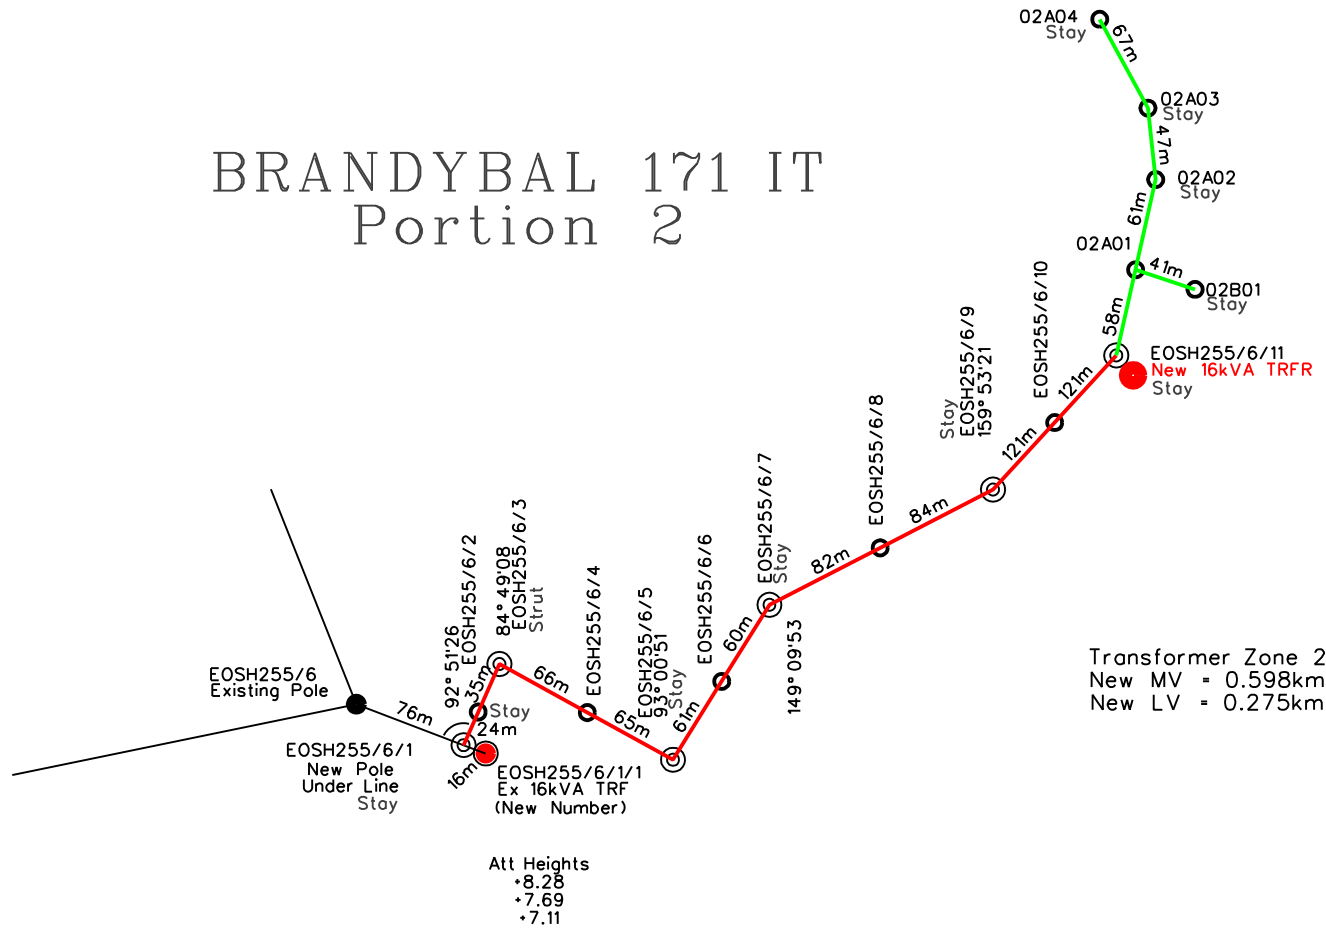 02A04
Stay
67m
02A03
Stay
47m
02A02
Stay
61m
02A01
41m
02B01
Stay
58m
BRANDYBAL 171 IT
Portion 2
EOSH255/6/11
New 16kVA TRFR
Stay
121m
EOSH255/6/10
121m
Stay
EOSH255/6/9
159° 53'21
84m
EOSH255/6/8
82m
EOSH255/6/7
Stay
149° 09'53
60m
EOSH255/6/6
61m
EOSH255/6/5
93° 00'51
Stay
65m
EOSH255/6/4
66m
84° 49'08
EOSH255/6/3
Strut
35m
92° 51'26
EOSH255/6/2
Stay
24m
EOSH255/6
Existing Pole
76m
EOSH255/6/1
New Pole
Under Line
Stay
16m
EOSH255/6/1/1
Ex 16kVA TRF
(New Number)
Att Heights
+8.28
+7.69
+7.11
Transformer Zone 2
New MV = 0.598km
New LV = 0.275km